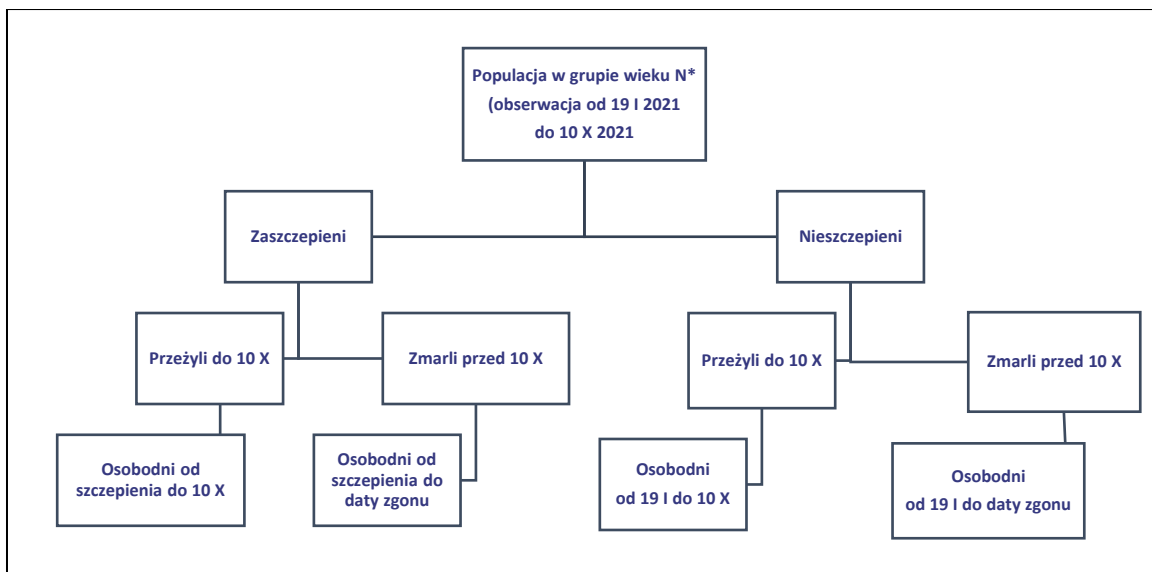 Populacja w grupie wieku N*
(obserwacja od 19 I 2021
do 10 X 2021
Zaszczepieni
Nieszczepieni
Przeżyli do 10 X
Zmarli przed 10 X
Przeżyli do 10 X
Zmarli przed 10 X
Osobodni od
szczepienia do 10 X
Osobodni od
szczepienia do
daty zgonu
Osobodni
od 19 I do 10 X
Osobodni
od 19 I do daty zgonu